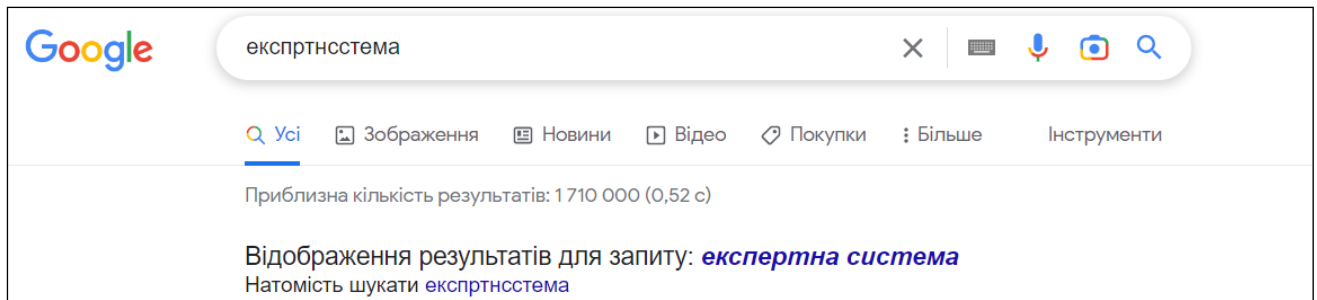 Google експртнсстема
Усі Зображення Новини Відео Покупки Більше Інструменти
Приблизна кількість результатів: 1 710 000 (0,52 с)
Відображення результатів для запиту: експертна система
Натомість шукати експртнсстема